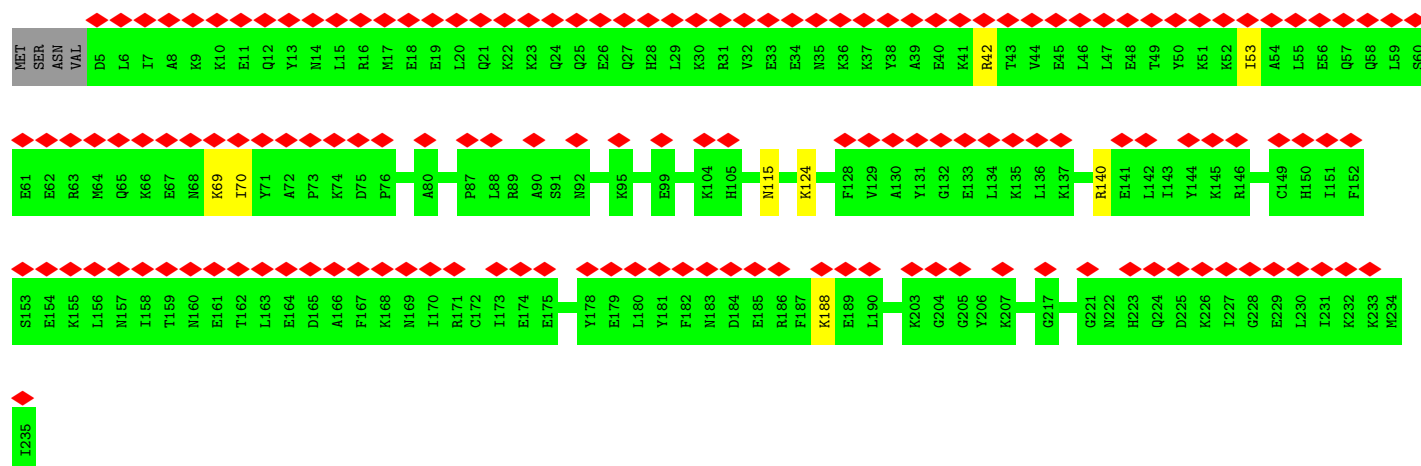 MET SER ASN VAL D5 L6 I7 A8 K9 K10 E11 Q12 Y13 N14 L15 R16 M17 E18 E19 L20 Q21 K22 K23 Q24 Q25 E26 Q27 H28 L29 K30 R31 V32 E33 E34 N35 K36 K37 Y38 A39 E40 K41 R42 T43 V44 E45 L46 L47 E48 T49 Y50 K51 K52 I53 A54 L55 E56 Q57 Q58 L59 S60
E61 E62 R63 M64 Q65 K66 E67 N68 K69 I70 Y71 A72 P73 K74 D75 P76 A80 P87 L88 R89 A90 S91 N92 K95 E99 K104 H105 N115 K124 F128 V129 A130 Y131 G132 E133 L134 K135 L136 K137 R140 E141 L142 I143 Y144 K145 R146 C149 H150 I151 F152
S153 E154 K155 L156 N157 I158 T159 N160 E161 T162 L163 E164 D165 A166 F167 K168 N169 I170 R171 C172 I173 E174 E175 Y178 E179 L180 Y181 F182 N183 D184 E185 R186 F187 K188 E189 L190 K203 G204 G205 Y206 K207 G217 G221 N222 H223 Q224 D225 K226 I227 G228 E229 L230 I231 K232 K233 M234
I235